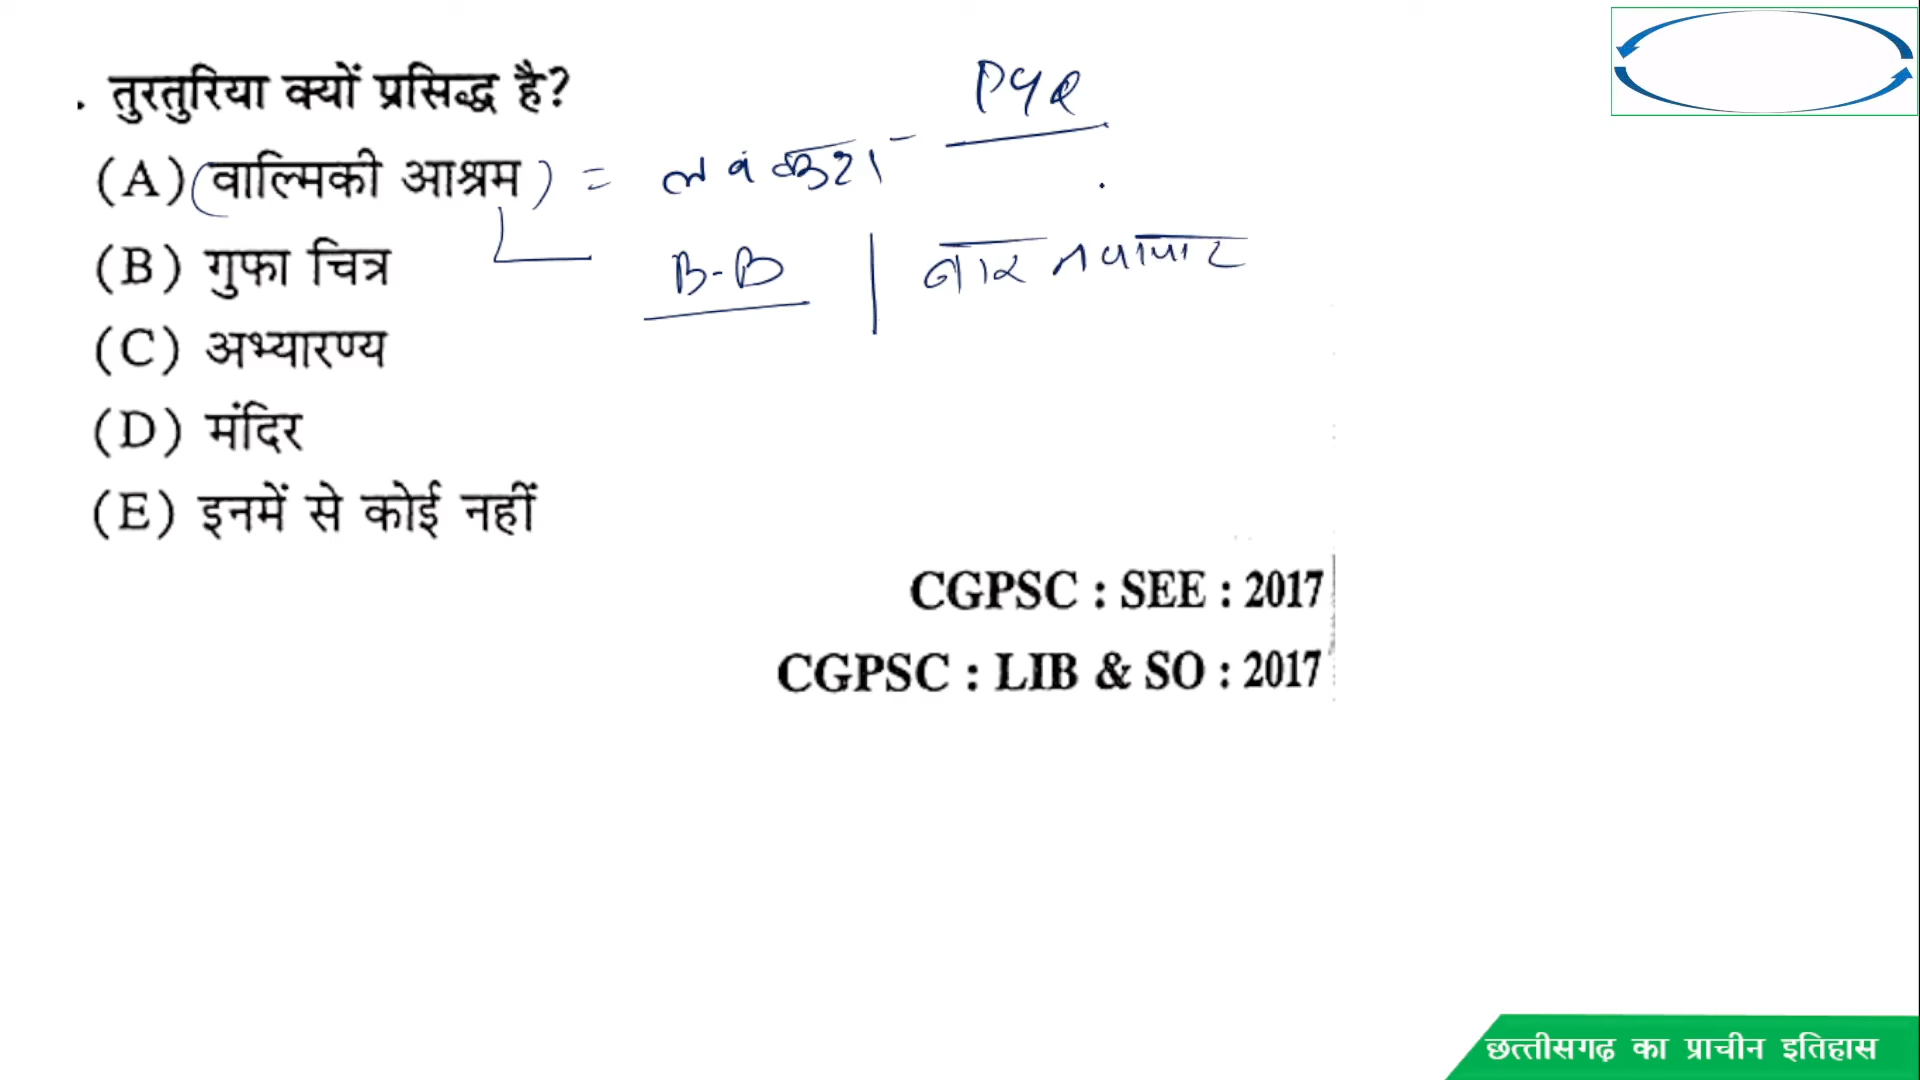 . तुरतुरिया क्यों प्रसिद्ध है?
PYQ
(A) (वाल्मिकी आश्रम) = लव कुश
(B) गुफा चित्र
B-B | बार नवापारा
(C) अभ्यारण्य
(D) मंदिर
(E) इनमें से कोई नहीं
CGPSC : SEE : 2017
CGPSC : LIB & SO : 2017
छत्तीसगढ़ का प्राचीन इतिहास